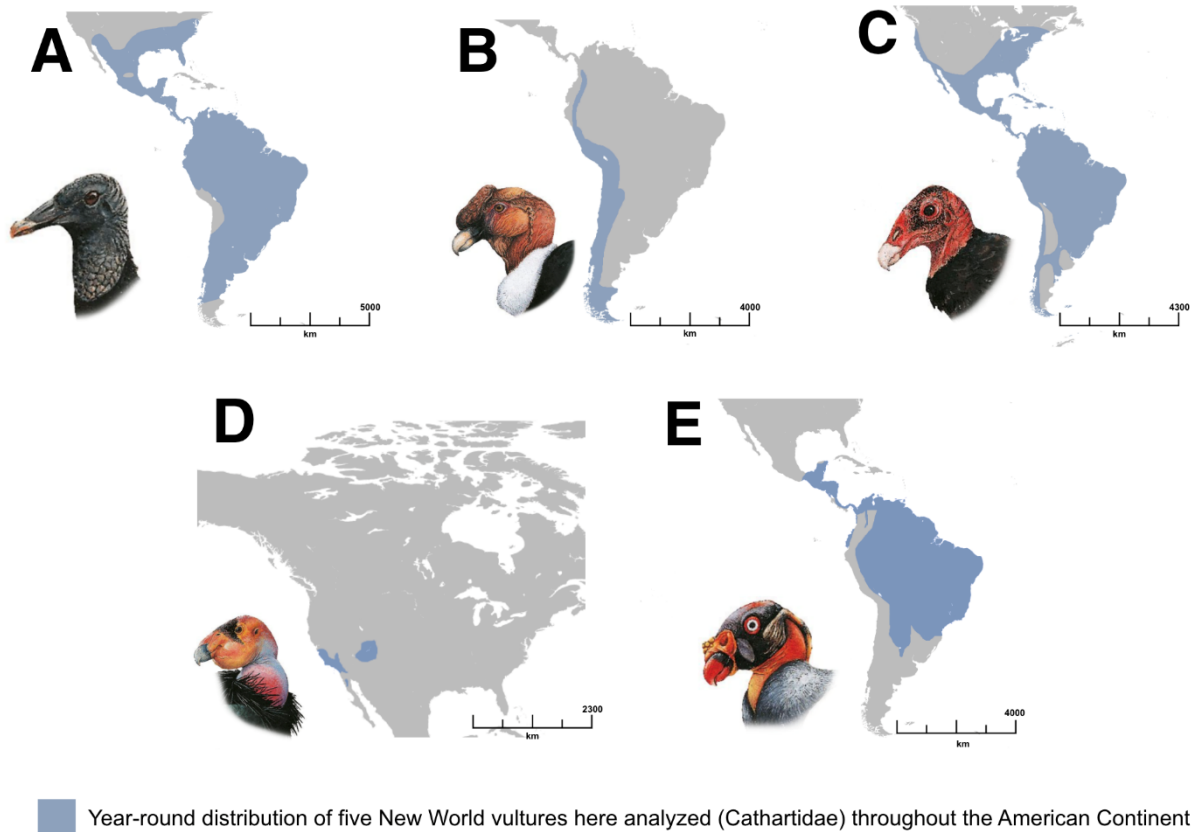 A
B
C
5000
km
4000
km
4300
km
D
E
2300
km
4000
km
Year-round distribution of five New World vultures here analyzed (Cathartidae) throughout the American Continent